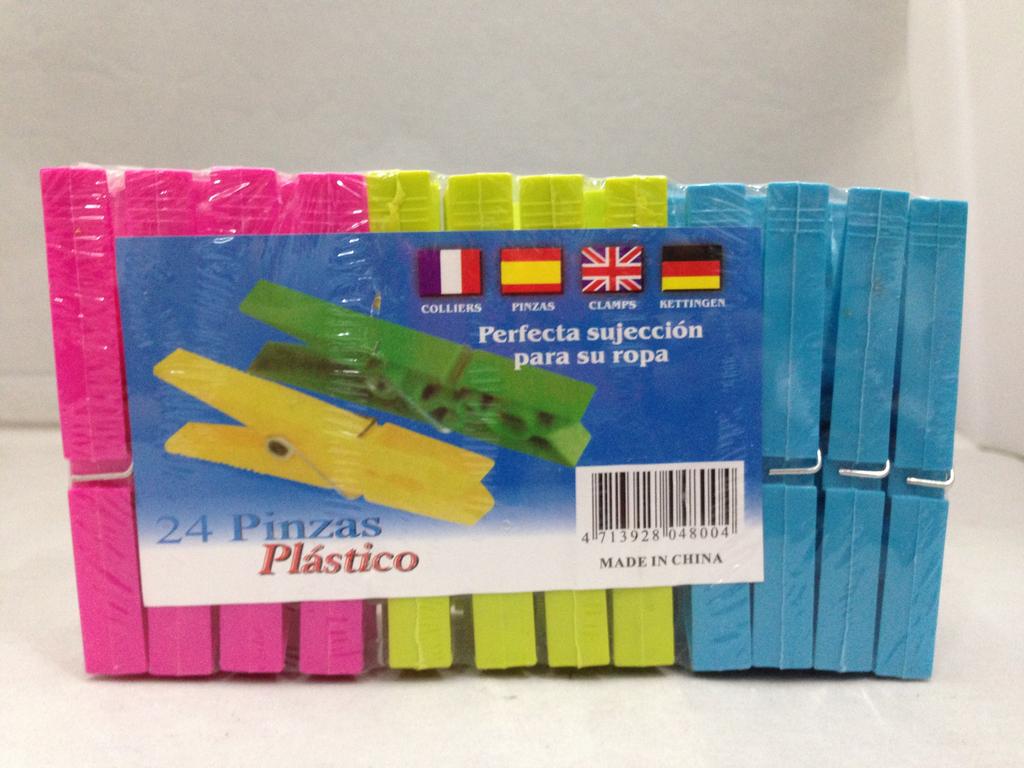 COLLIERS PINZAS CLAMPS KETTINGEN
Perfecta sujección
para su ropa
24 Pinzas
Plástico
4 713928 048004
MADE IN CHINA